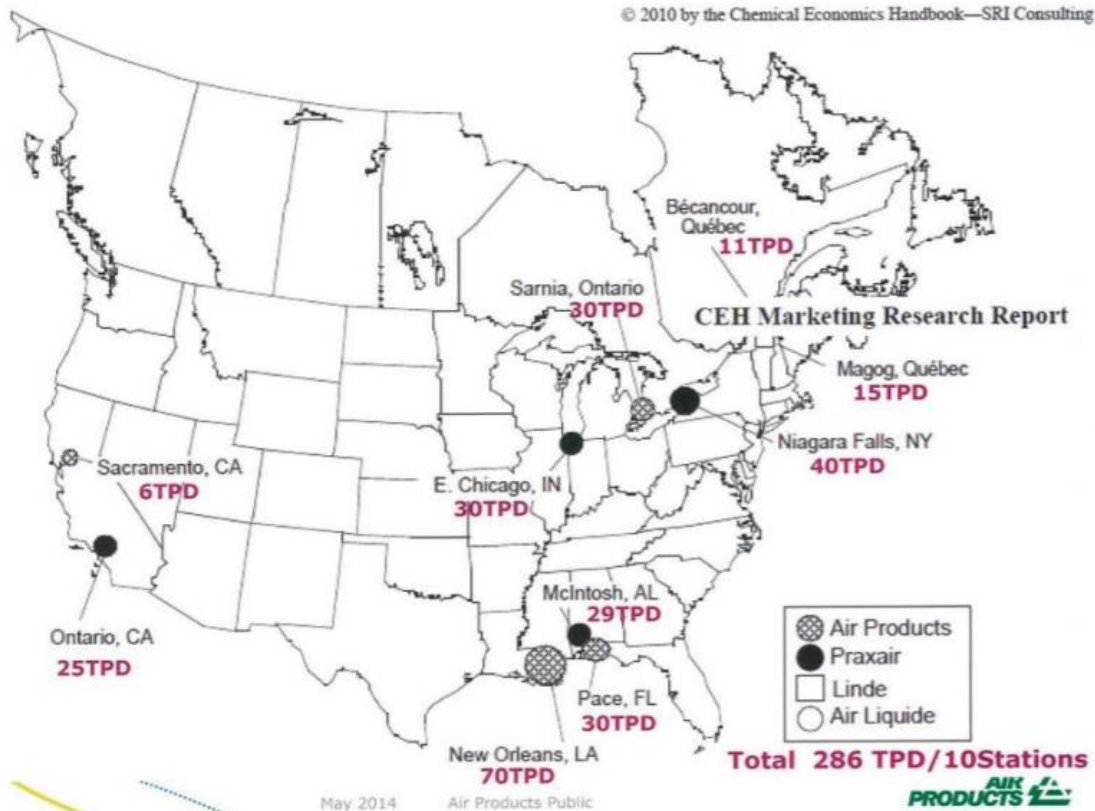 © 2010 by the Chemical Economics Handbook—SRI Consulting
Bécancour,
Québec
11TPD
Sarnia, Ontario
30TPD
CEH Marketing Research Report
Magog, Québec
15TPD
Niagara Falls, NY
40TPD
Sacramento, CA
6TPD
E. Chicago, IN
30TPD
McIntosh, AL
29TPD
Ontario, CA
25TPD
Pace, FL
30TPD
New Orleans, LA
70TPD
Air Products
Praxair
Linde
Air Liquide
Total 286 TPD/10Stations
May 2014 Air Products Public
AIR
PRODUCTS